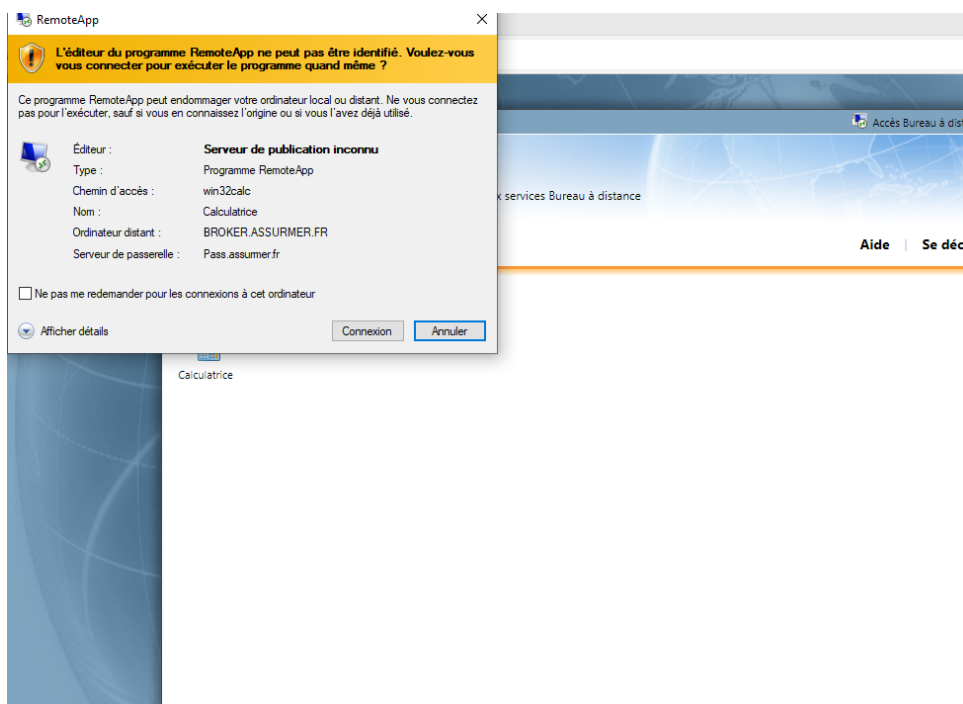 RemoteApp
L'éditeur du programme RemoteApp ne peut pas être identifié. Voulez-vous
vous connecter pour exécuter le programme quand même ?
Ce programme RemoteApp peut endommager votre ordinateur local ou distant. Ne vous connectez
pas pour l'exécuter, sauf si vous en connaissez l'origine ou si vous l'avez déjà utilisé.
Éditeur : Serveur de publication inconnu
Type : Programme RemoteApp
Chemin d'accès : win32calc
Nom : Calculatrice
Ordinateur distant : BROKER.ASSURMER.FR
Serveur de passerelle : Pass.assurmer.fr
Ne pas me redemander pour les connexions à cet ordinateur
Afficher détails Connexion Annuler
Accès Bureau à dis
x services Bureau à distance
Aide | Se déc
Calculatrice